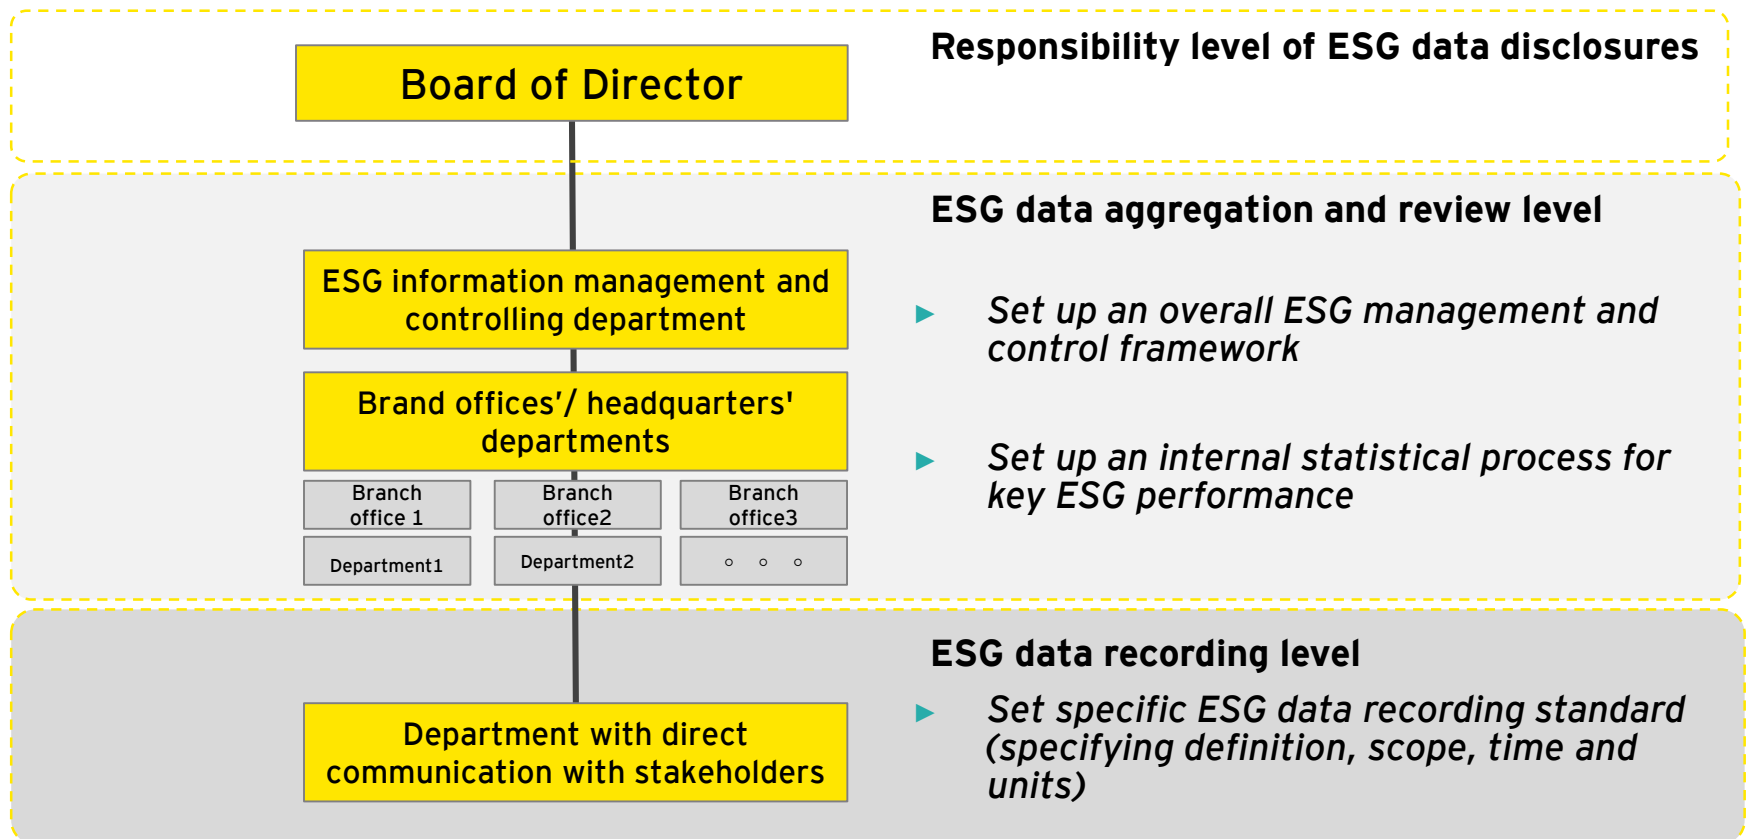 Responsibility level of ESG data disclosures
Board of Director
ESG data aggregation and review level
ESG information management and
controlling department
► Set up an overall ESG management and
control framework
Brand offices’/ headquarters'
departments
► Set up an internal statistical process for
key ESG performance
Branch
office 1
Branch
office2
Branch
office3
Department1
Department2
◦ ◦ ◦
ESG data recording level
Department with direct
communication with stakeholders
► Set specific ESG data recording standard
(specifying definition, scope, time and
units)